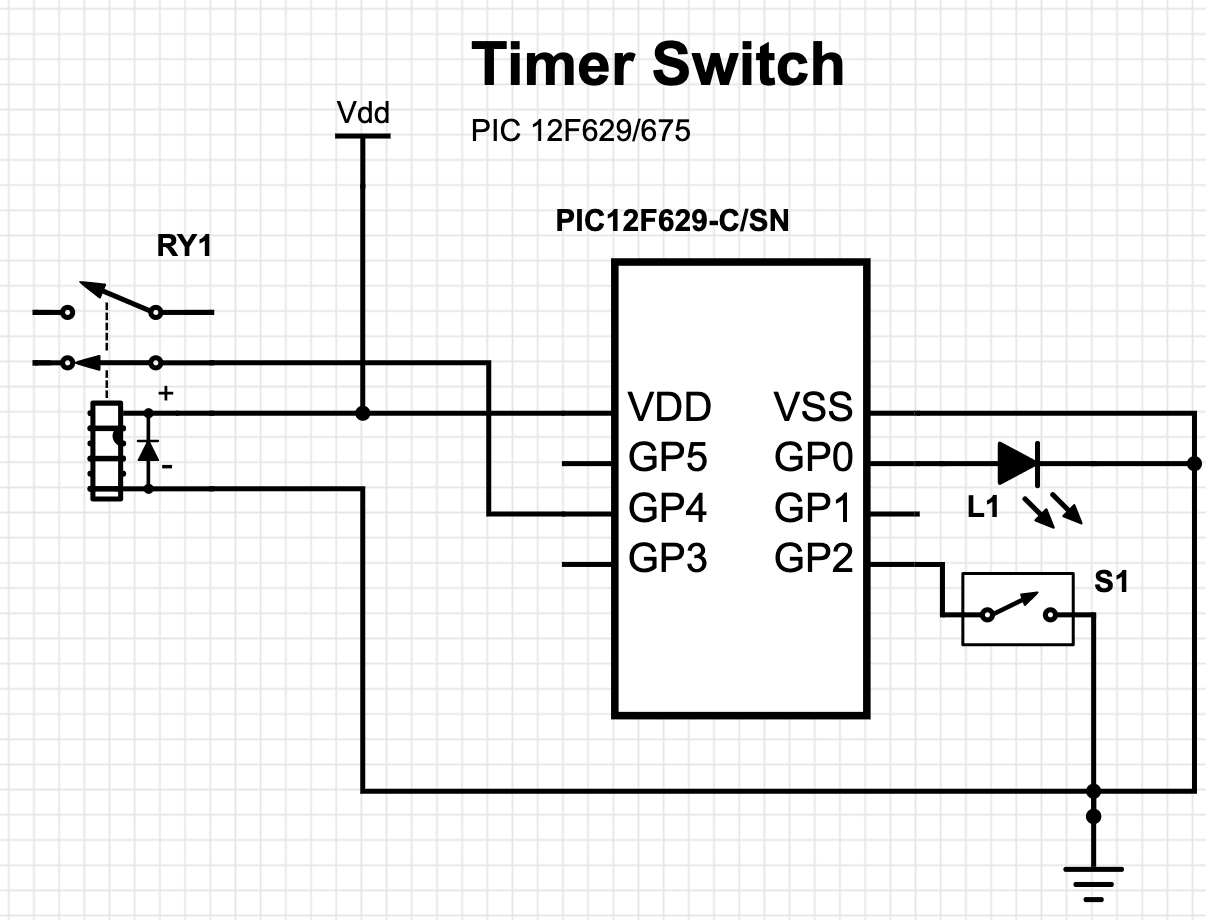 Timer Switch
Vdd
PIC 12F629/675
PIC12F629-C/SN
RY1
+
-
VDD VSS
GP5 GP0
GP4 GP1
L1
GP3 GP2
S1